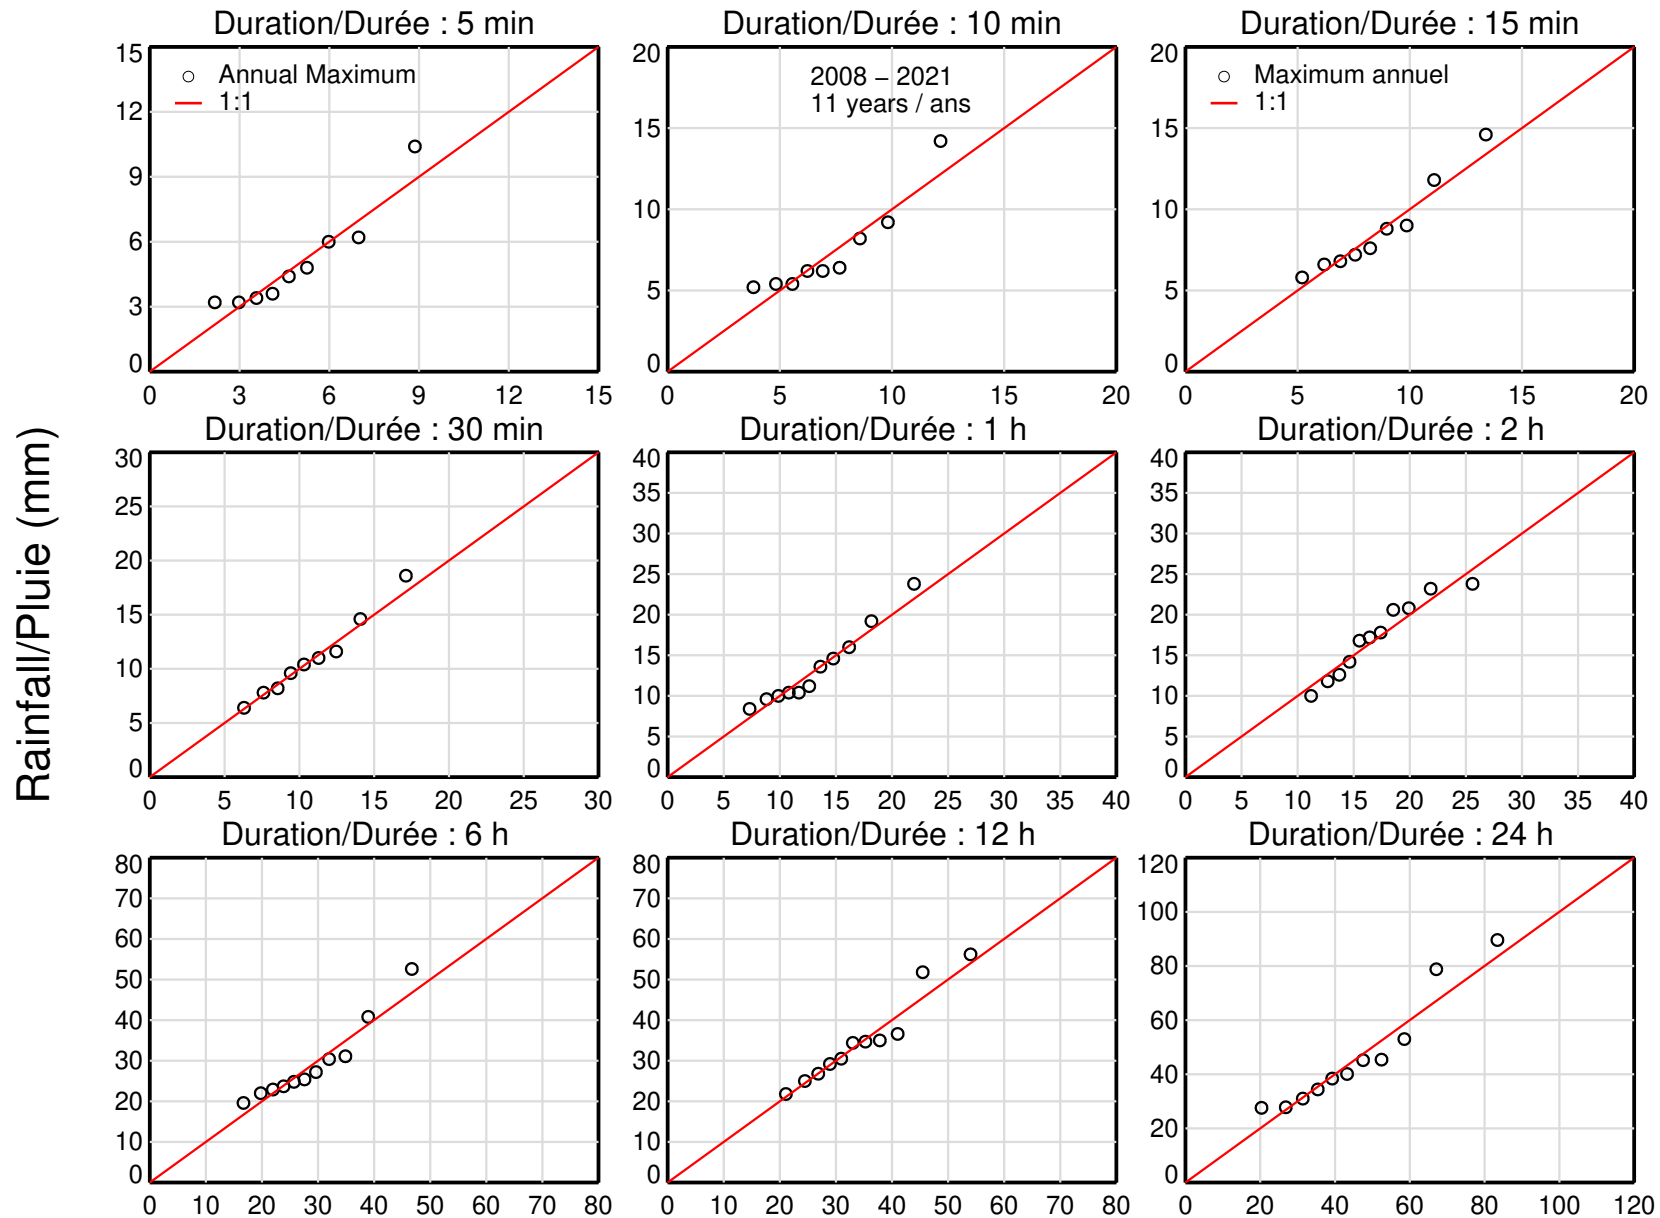 Duration/Durée : 5 min
Duration/Durée : 10 min
Duration/Durée : 15 min
15
12
9
6
3
0
Annual Maximum
1:1
0 3 6 9 12 15
20
15
10
5
0
2008 − 2021
11 years / ans
0 5 10 15 20
20
15
10
5
0
Maximum annuel
1:1
0 5 10 15 20
Rainfall/Pluie (mm)
Duration/Durée : 30 min
Duration/Durée : 1 h
Duration/Durée : 2 h
30
25
20
15
10
5
0
0 5 10 15 20 25 30
40
35
30
25
20
15
10
5
0
0 5 10 15 20 25 30 35 40
40
35
30
25
20
15
10
5
0
0 5 10 15 20 25 30 35 40
Duration/Durée : 6 h
Duration/Durée : 12 h
Duration/Durée : 24 h
80
70
60
50
40
30
20
10
0
0 10 20 30 40 50 60 70 80
80
70
60
50
40
30
20
10
0
0 10 20 30 40 50 60 70 80
120
100
80
60
40
20
0
0 20 40 60 80 100 120